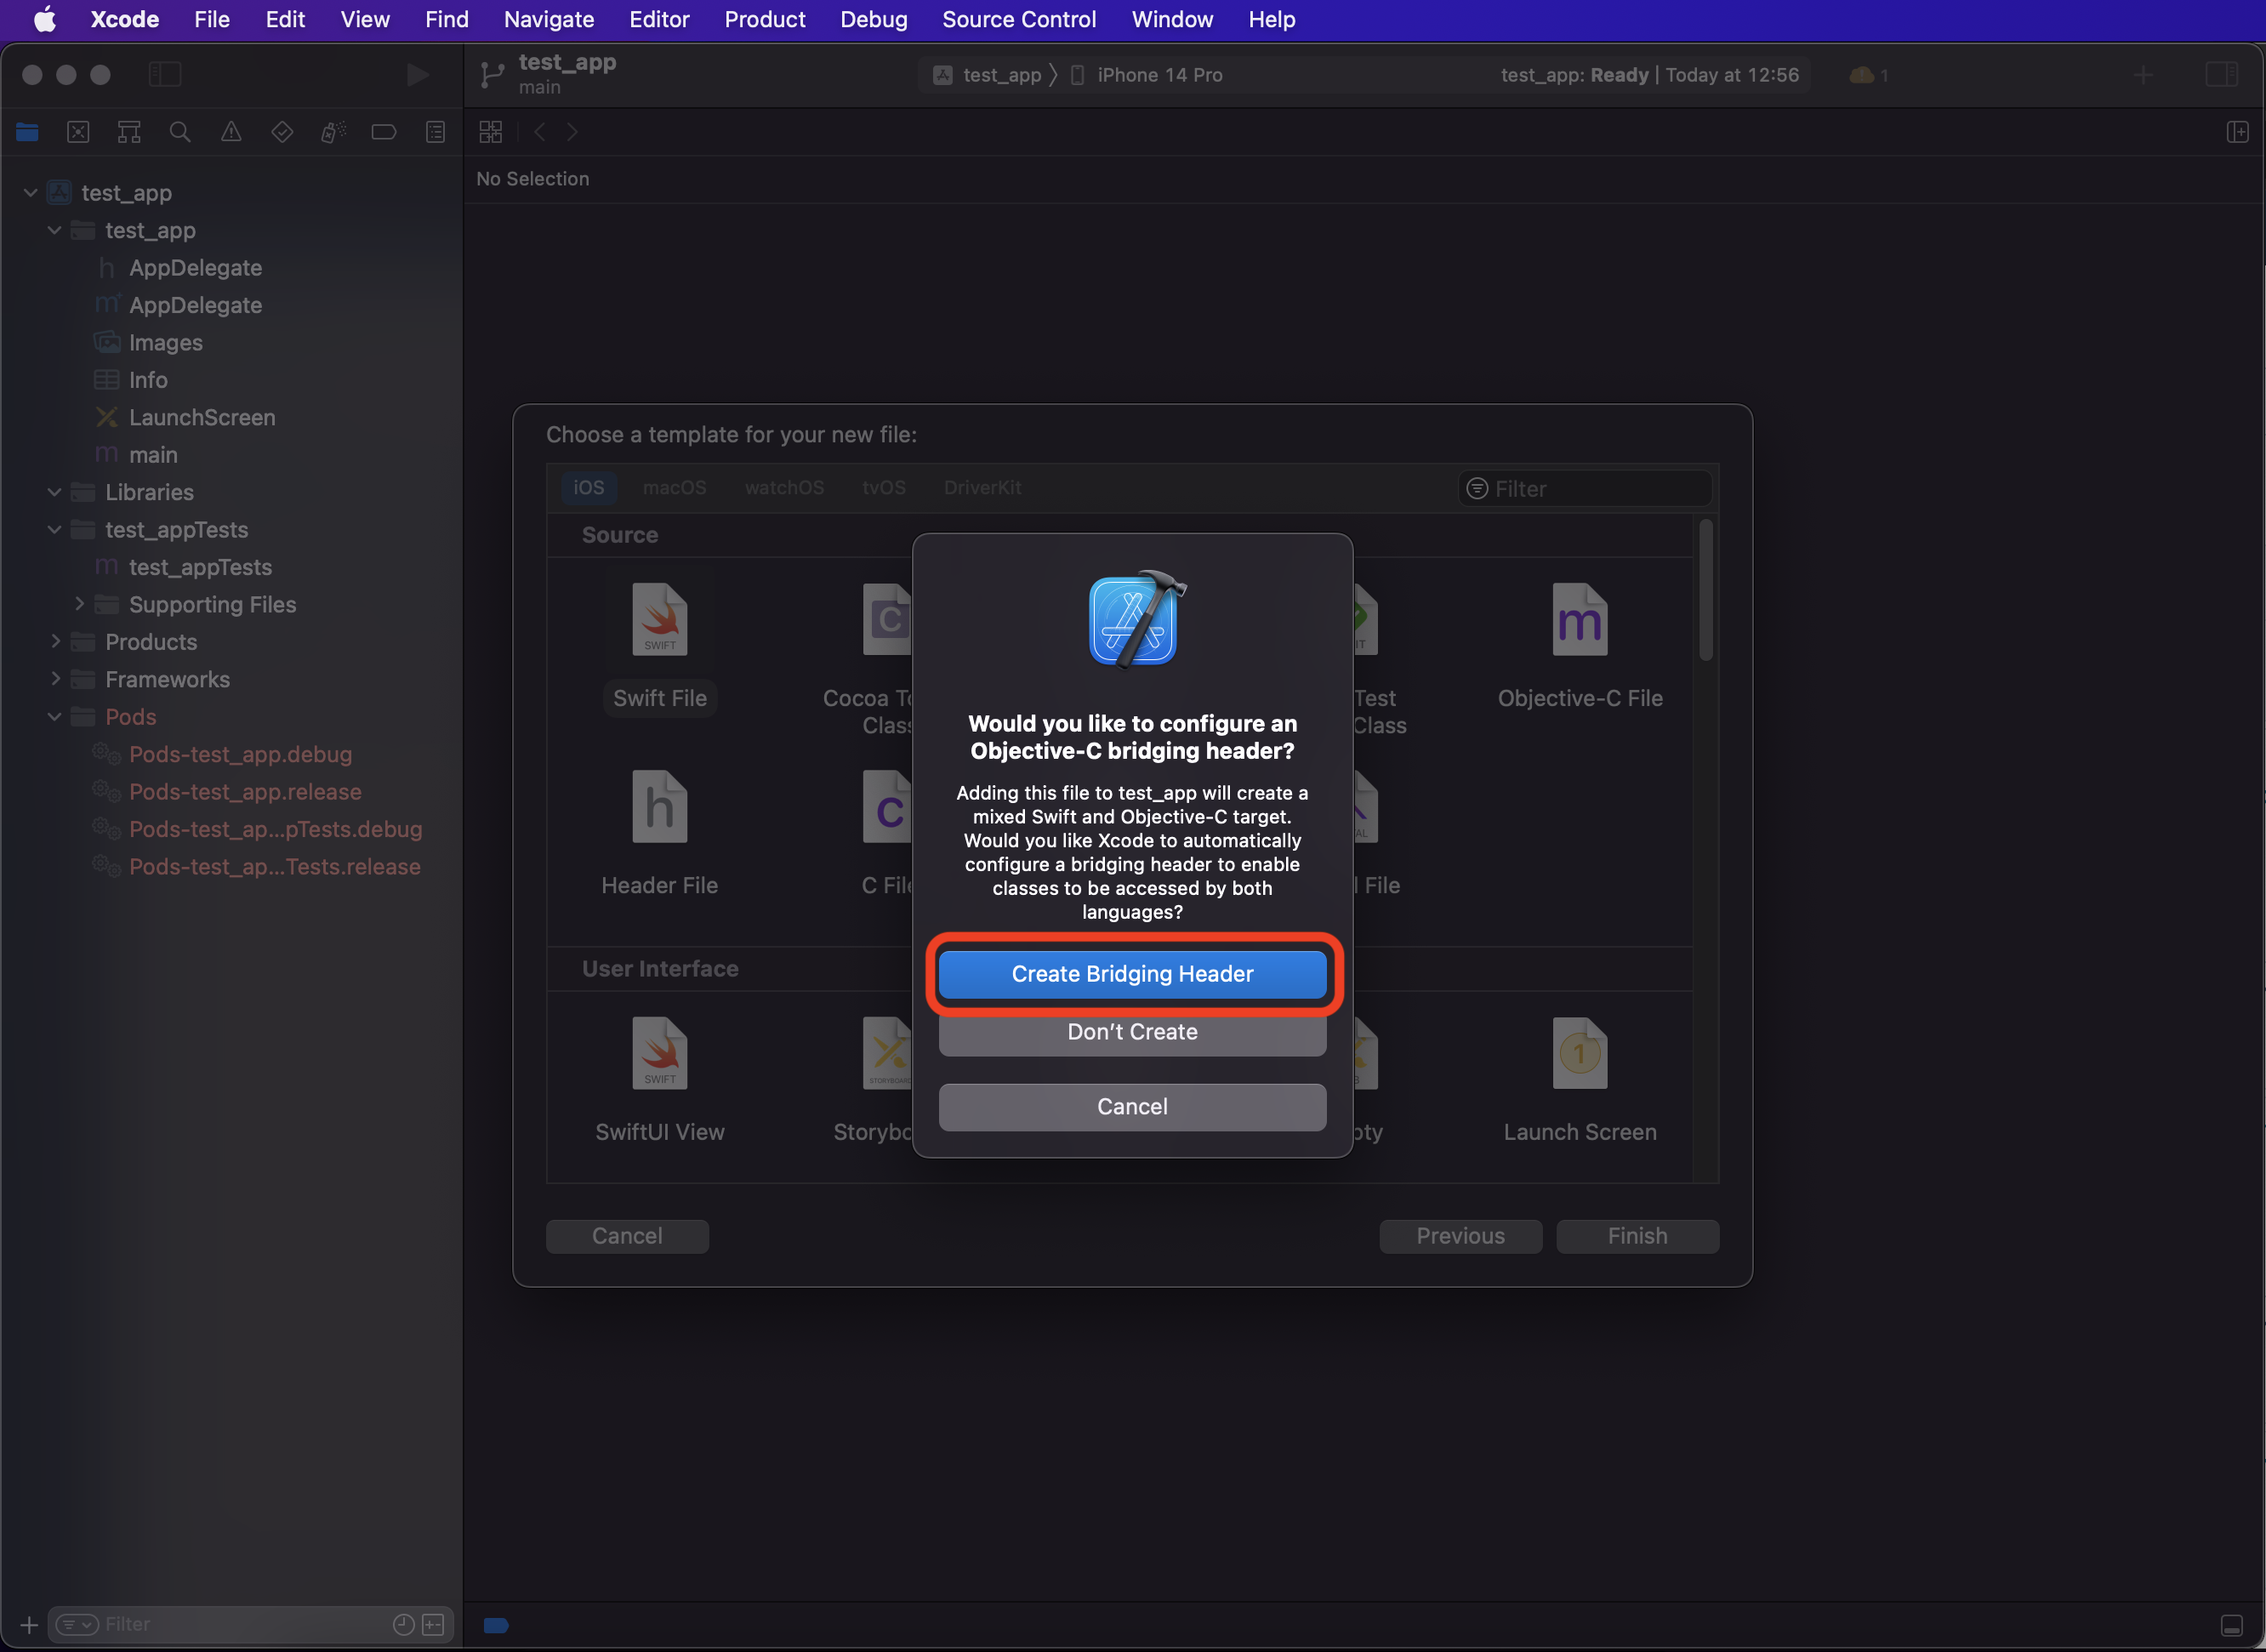 Xcode File Edit View Find Navigate Editor Product Debug Source Control Window Help
test_app
main
test_app iPhone 14 Pro
test_app: Ready | Today at 12:56
1
No Selection
test_app
test_app
h AppDelegate
m AppDelegate
Images
Info
LaunchScreen
m main
Libraries
test_appTests
m test_appTests
Supporting Files
Products
Frameworks
Pods
Pods-test_app.debug
Pods-test_app.release
Pods-test_ap...pTests.debug
Pods-test_ap...Tests.release
Filter
Choose a template for your new file:
iOS macOS watchOS tvOS DriverKit
Filter
Source
SWIFT
Swift File
C
Cocoa To
Class
IT
Test
Class
m
Objective-C File
h
Header File
C
C File
AL
l File
User Interface
SWIFT
SwiftUI View
STORYBOARD
Storybo
B
pty
1
Launch Screen
Cancel
Previous
Finish
Would you like to configure an
Objective-C bridging header?
Adding this file to test_app will create a
mixed Swift and Objective-C target.
Would you like Xcode to automatically
configure a bridging header to enable
classes to be accessed by both
languages?
Create Bridging Header
Don’t Create
Cancel